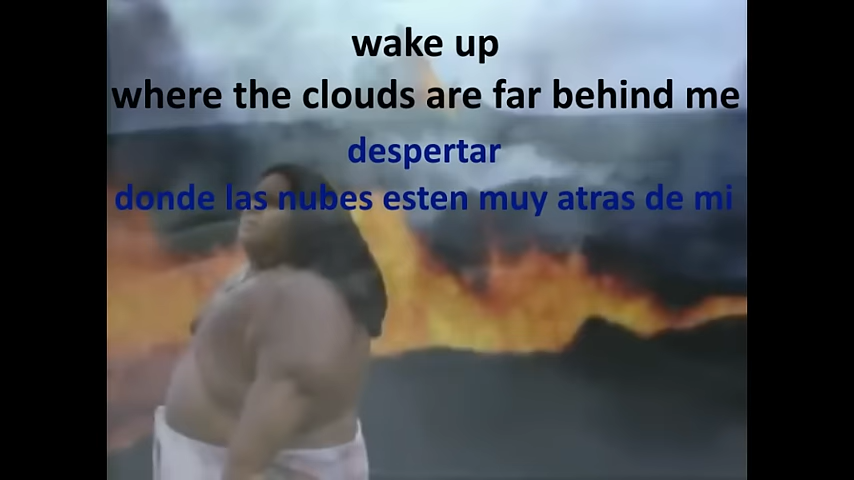 wake up
where the clouds are far behind me
despertar
donde las nubes esten muy atras de mi